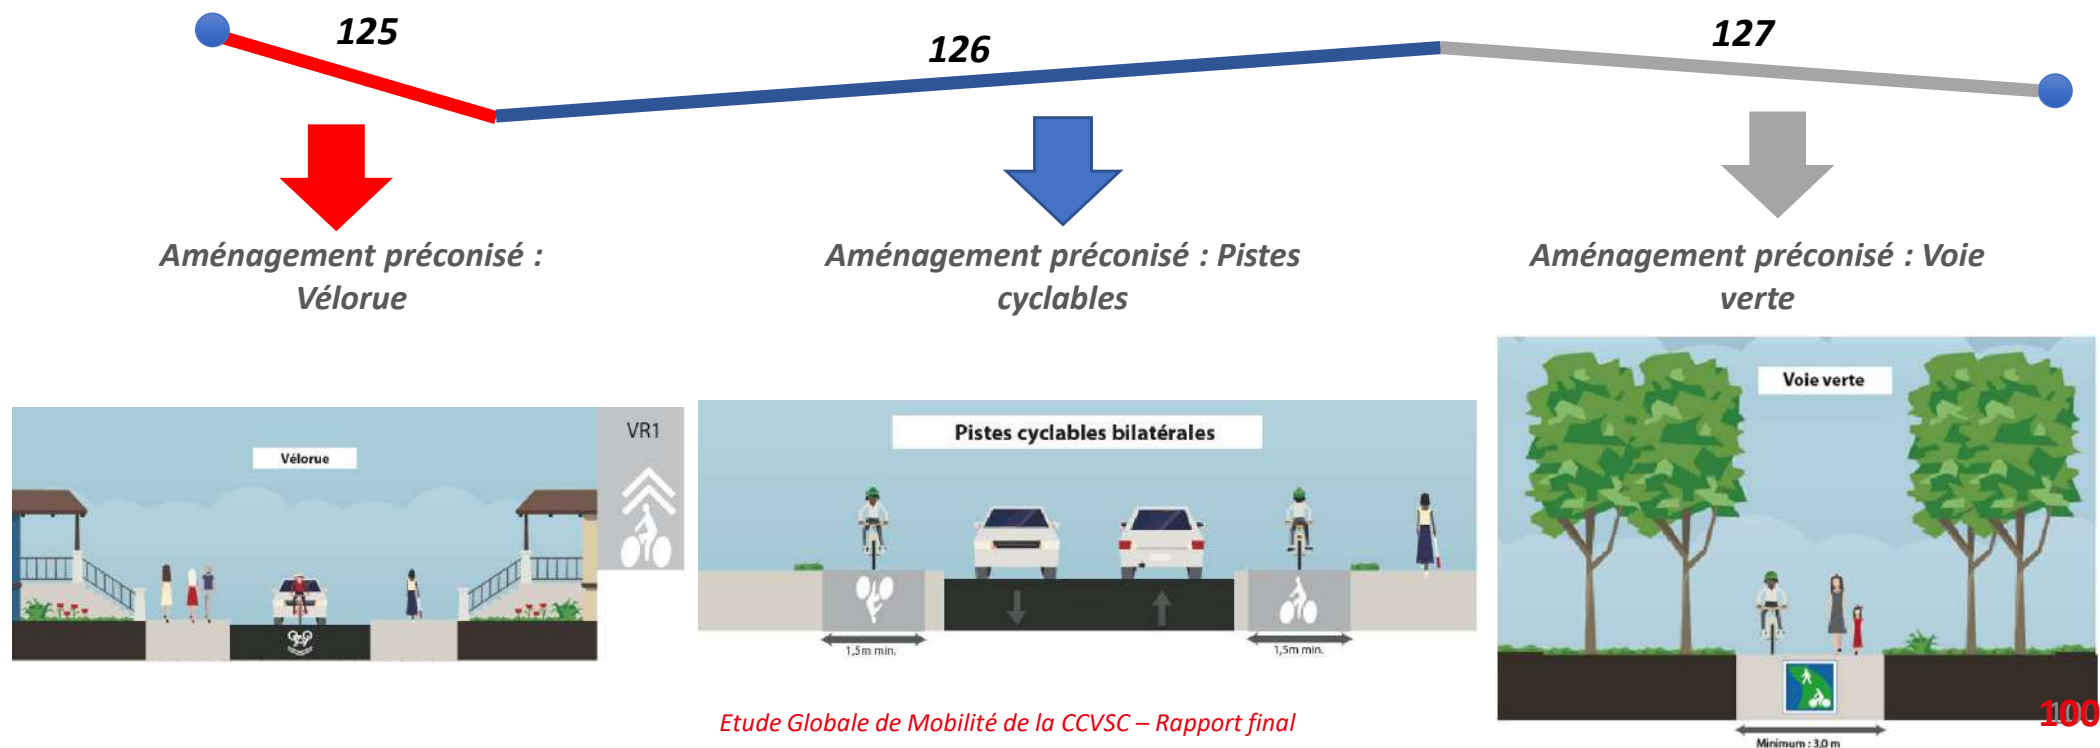 125
126
127
Aménagement préconisé :
Vélorue
Aménagement préconisé : Pistes
cyclables
Aménagement préconisé : Voie
verte
Vélorue
VR1
Pistes cyclables bilatérales
1,5m min.
1,5m min.
Voie verte
Minimum : 3,0 m
Etude Globale de Mobilité de la CCVSC – Rapport final
100